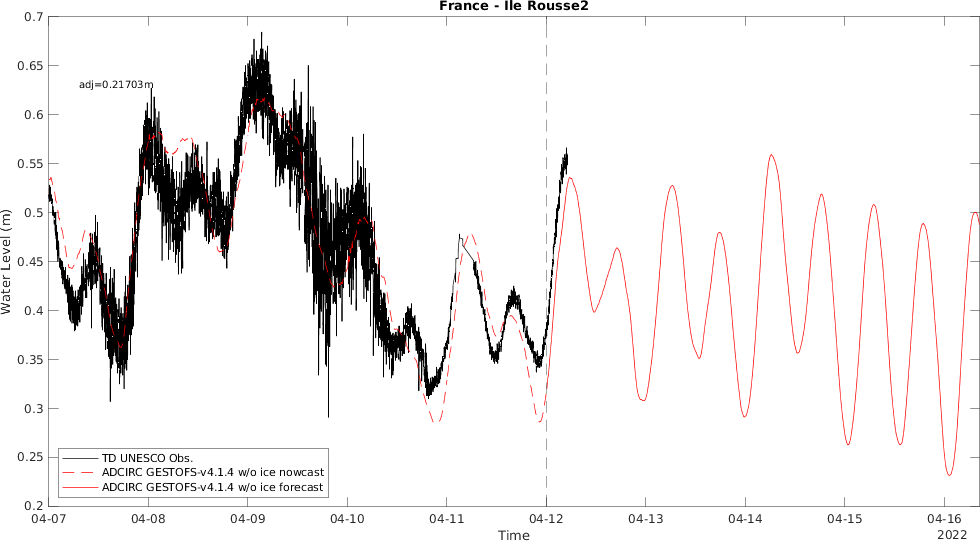 France - Ile Rousse2
0.7
0.65
0.6
0.55
0.5
0.45
0.4
0.35
0.3
0.25
0.2
Water Level (m)
adj=0.21703m
TD UNESCO Obs.
ADCIRC GESTOFS-v4.1.4 w/o ice nowcast
ADCIRC GESTOFS-v4.1.4 w/o ice forecast
04-07 04-08 04-09 04-10 04-11 04-12 04-13 04-14 04-15 04-16
Time
2022